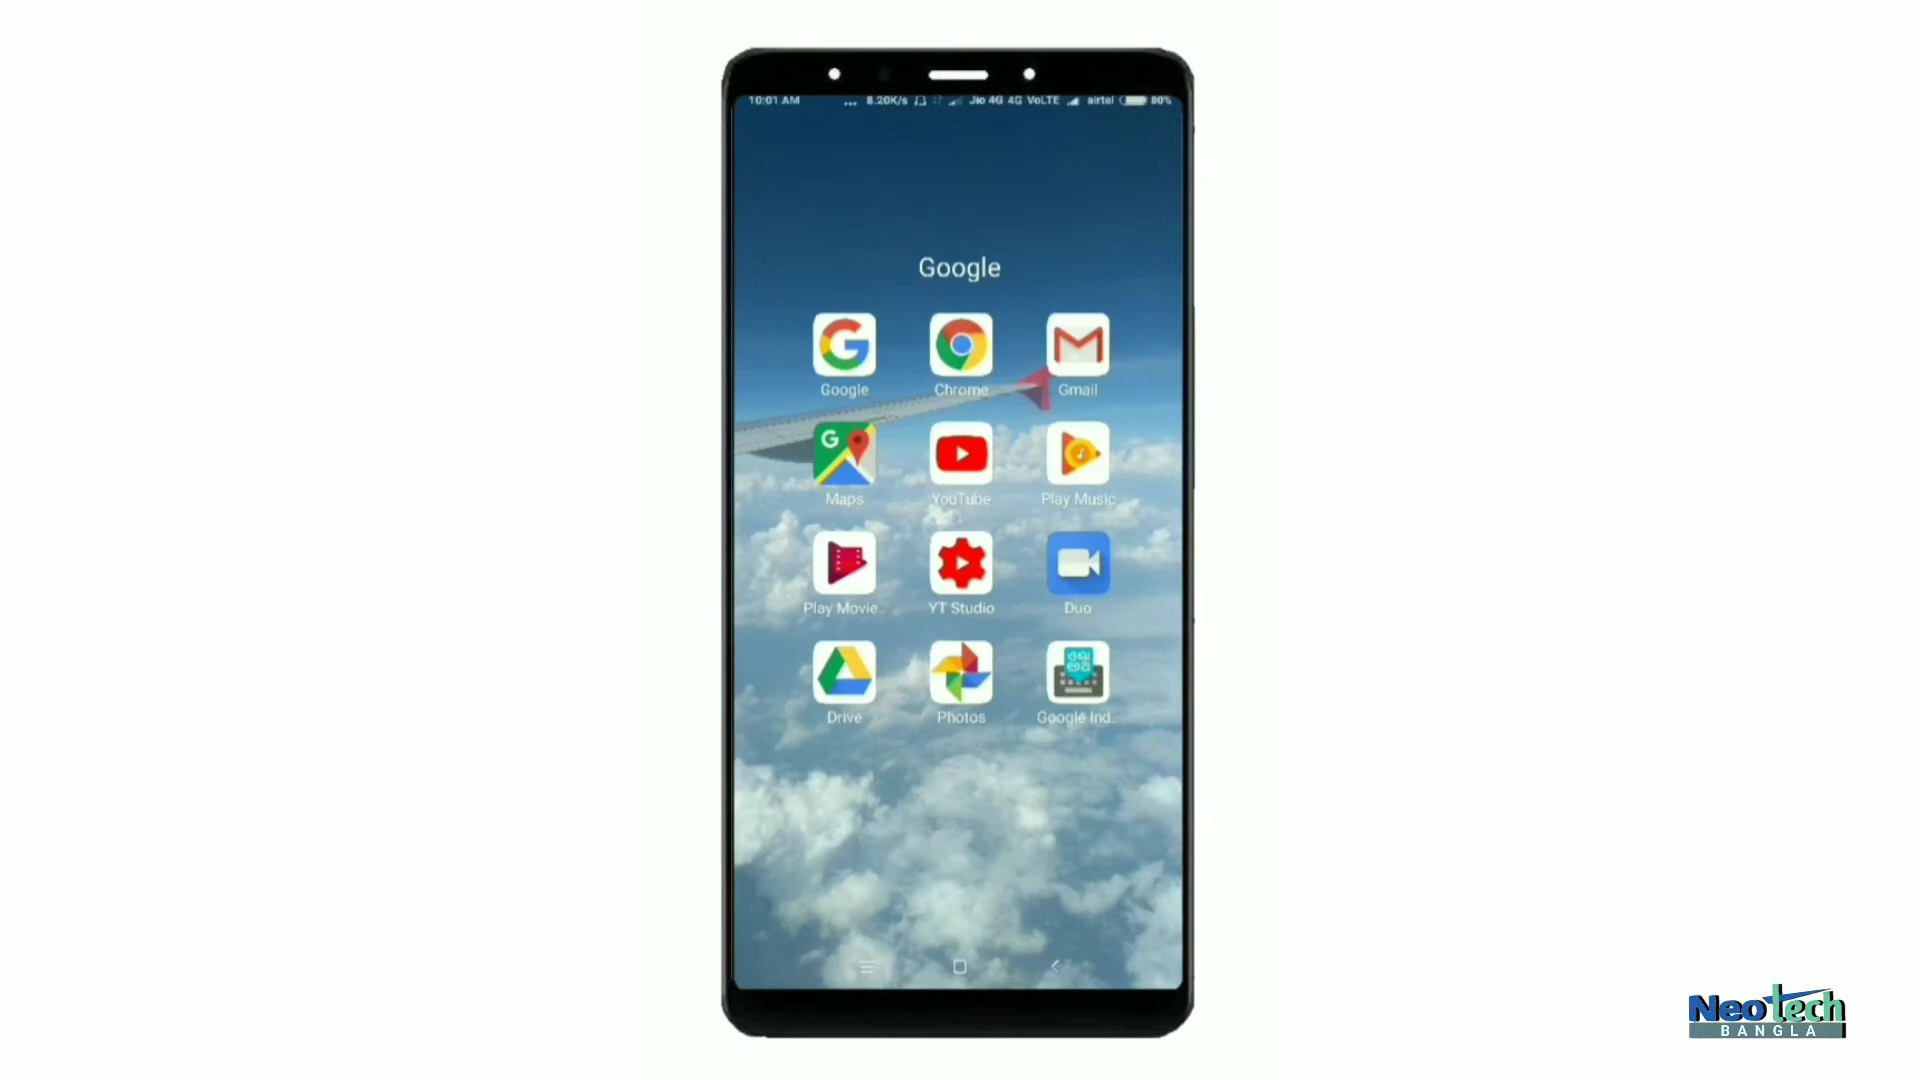 10:01 AM ... 8.20K/s Jio 4G 4G VoLTE airtel 80%
Google
Google Chrome Gmail
Maps YouTube Play Music
Play Movie.. YT Studio Duo
Drive Photos Google Ind
Neotech
BANGLA